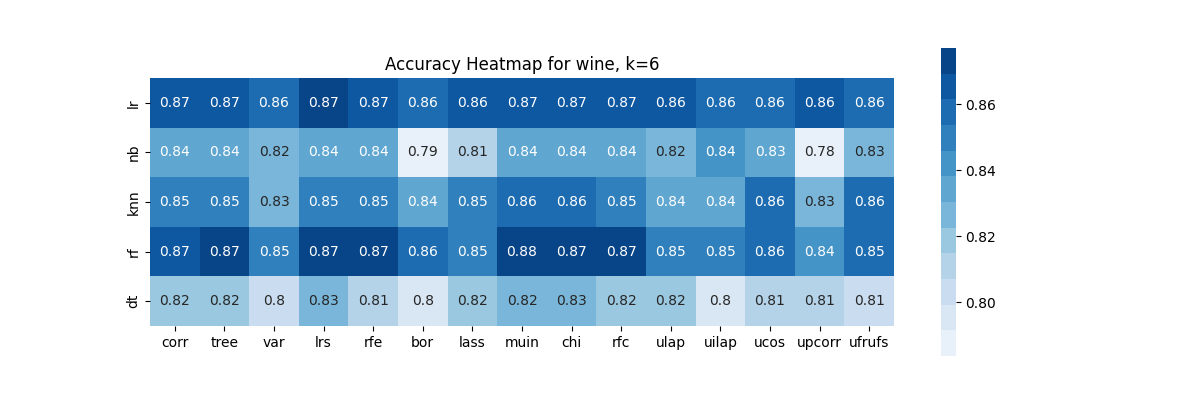 Accuracy Heatmap for wine, k=6
lr 0.87 0.87 0.86 0.87 0.87 0.86 0.86 0.87 0.87 0.87 0.86 0.86 0.86 0.86 0.86
nb 0.84 0.84 0.82 0.84 0.84 0.79 0.81 0.84 0.84 0.84 0.82 0.84 0.83 0.78 0.83
knn 0.85 0.85 0.83 0.85 0.85 0.84 0.85 0.86 0.86 0.85 0.84 0.84 0.86 0.83 0.86
rf 0.87 0.87 0.85 0.87 0.87 0.86 0.85 0.88 0.87 0.87 0.85 0.85 0.86 0.84 0.85
dt 0.82 0.82 0.8 0.83 0.81 0.8 0.82 0.82 0.83 0.82 0.82 0.8 0.81 0.81 0.81
corr tree var lrs rfe bor lass muin chi rfc ulap uilap ucos upcorr ufrufs
0.86
0.84
0.82
0.80